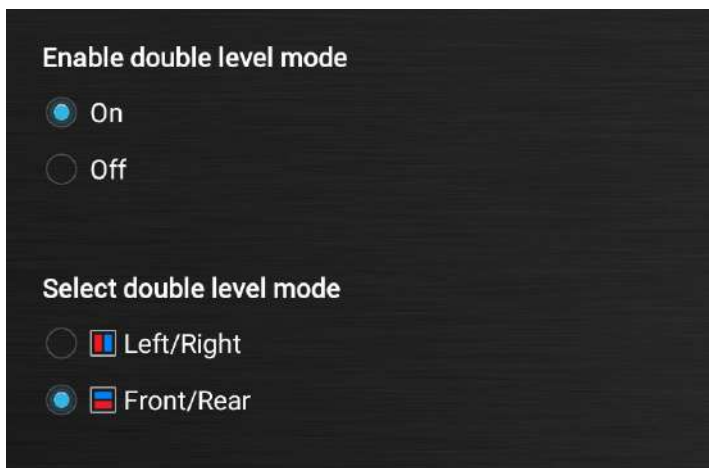 Enable double level mode
On
Off
Select double level mode
Left/Right
Front/Rear